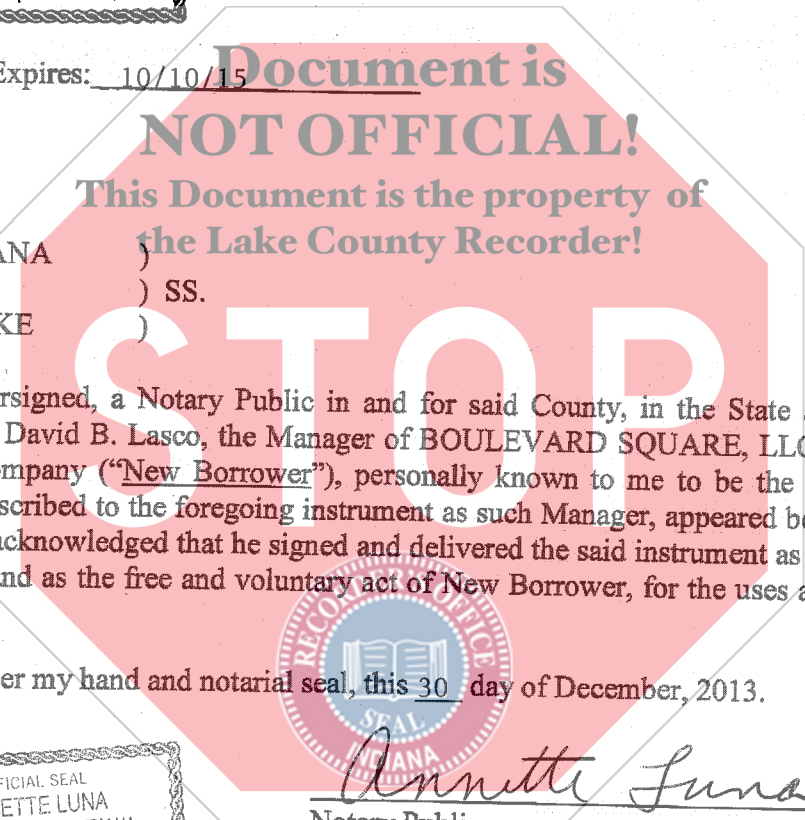 Expires: 10/10/15
Document is
NOT OFFICIAL!
This Document is the property of
the Lake County Recorder!
ANA )
) SS.
KE )
STOP
rsigned, a Notary Public in and for said County, in the State
David B. Lasco, the Manager of BOULEVARD SQUARE, LLC
mpany (“New Borrower”), personally known to me to be the
scribed to the foregoing instrument as such Manager, appeared be
acknowledged that he signed and delivered the said instrument as
nd as the free and voluntary act of New Borrower, for the uses a
er my hand and notarial seal, this 30 day of December, 2013.
RECORDER'S OFFICE
SEAL
INDIANA
FICIAL SEAL
ETTE LUNA
Annette Luna
Notary Publi